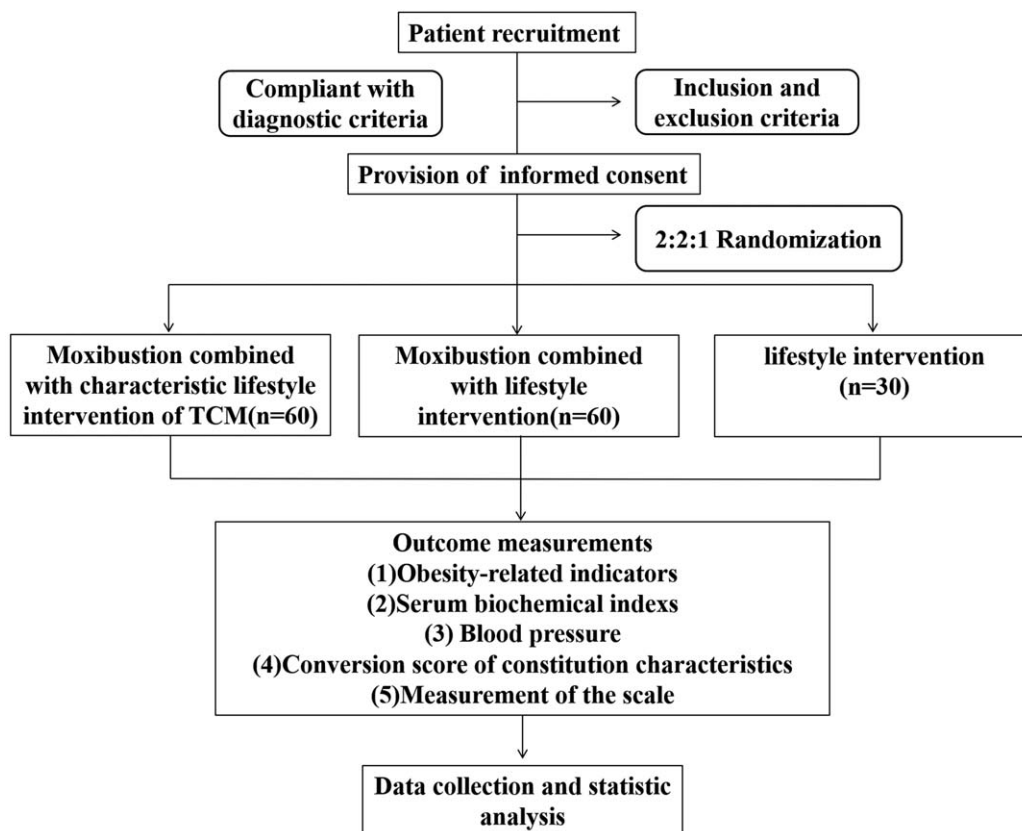 Patient recruitment
Compliant with
diagnostic criteria
Inclusion and
exclusion criteria
Provision of informed consent
2:2:1 Randomization
Moxibustion combined
with characteristic lifestyle
intervention of TCM(n=60)
Moxibustion combined
with lifestyle
intervention(n=60)
lifestyle intervention
(n=30)
Outcome measurements
(1)Obesity-related indicators
(2)Serum biochemical indexs
(3) Blood pressure
(4)Conversion score of constitution characteristics
(5)Measurement of the scale
Data collection and statistic
analysis